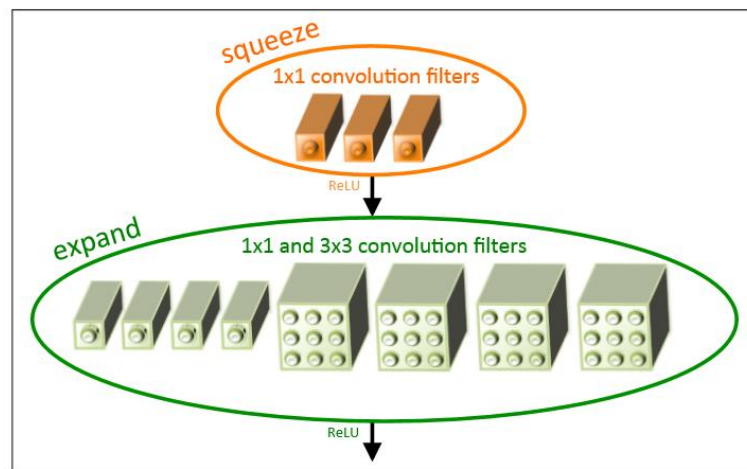 squeeze
1x1 convolution filters
ReLU
expand
1x1 and 3x3 convolution filters
ReLU